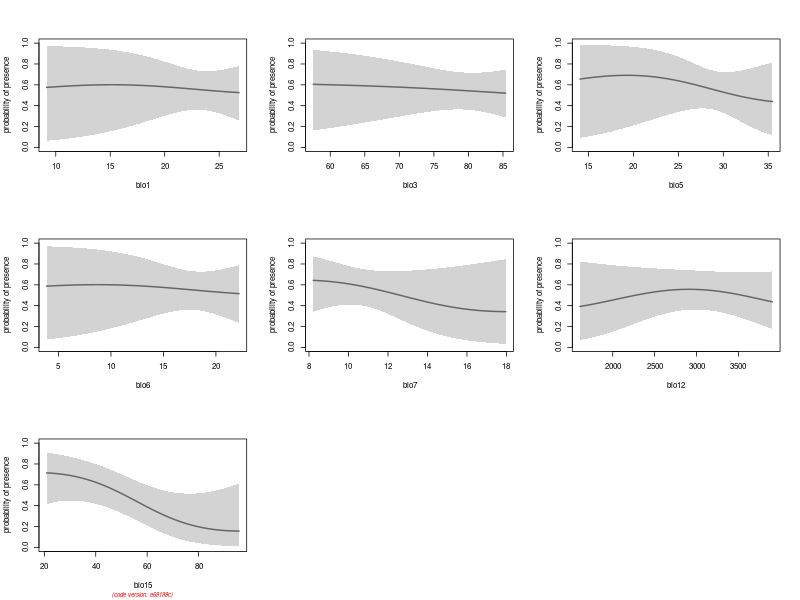 probability of presence
0.0 0.2 0.4 0.6 0.8 1.0
10 15 20 25
bio1
probability of presence
0.0 0.2 0.4 0.6 0.8 1.0
60 65 70 75 80 85
bio3
probability of presence
0.0 0.2 0.4 0.6 0.8 1.0
15 20 25 30 35
bio5
probability of presence
0.0 0.2 0.4 0.6 0.8 1.0
5 10 15 20
bio6
probability of presence
0.0 0.2 0.4 0.6 0.8 1.0
8 10 12 14 16 18
bio7
probability of presence
0.0 0.2 0.4 0.6 0.8 1.0
2000 2500 3000 3500
bio12
probability of presence
0.0 0.2 0.4 0.6 0.8 1.0
20 40 60 80
bio15